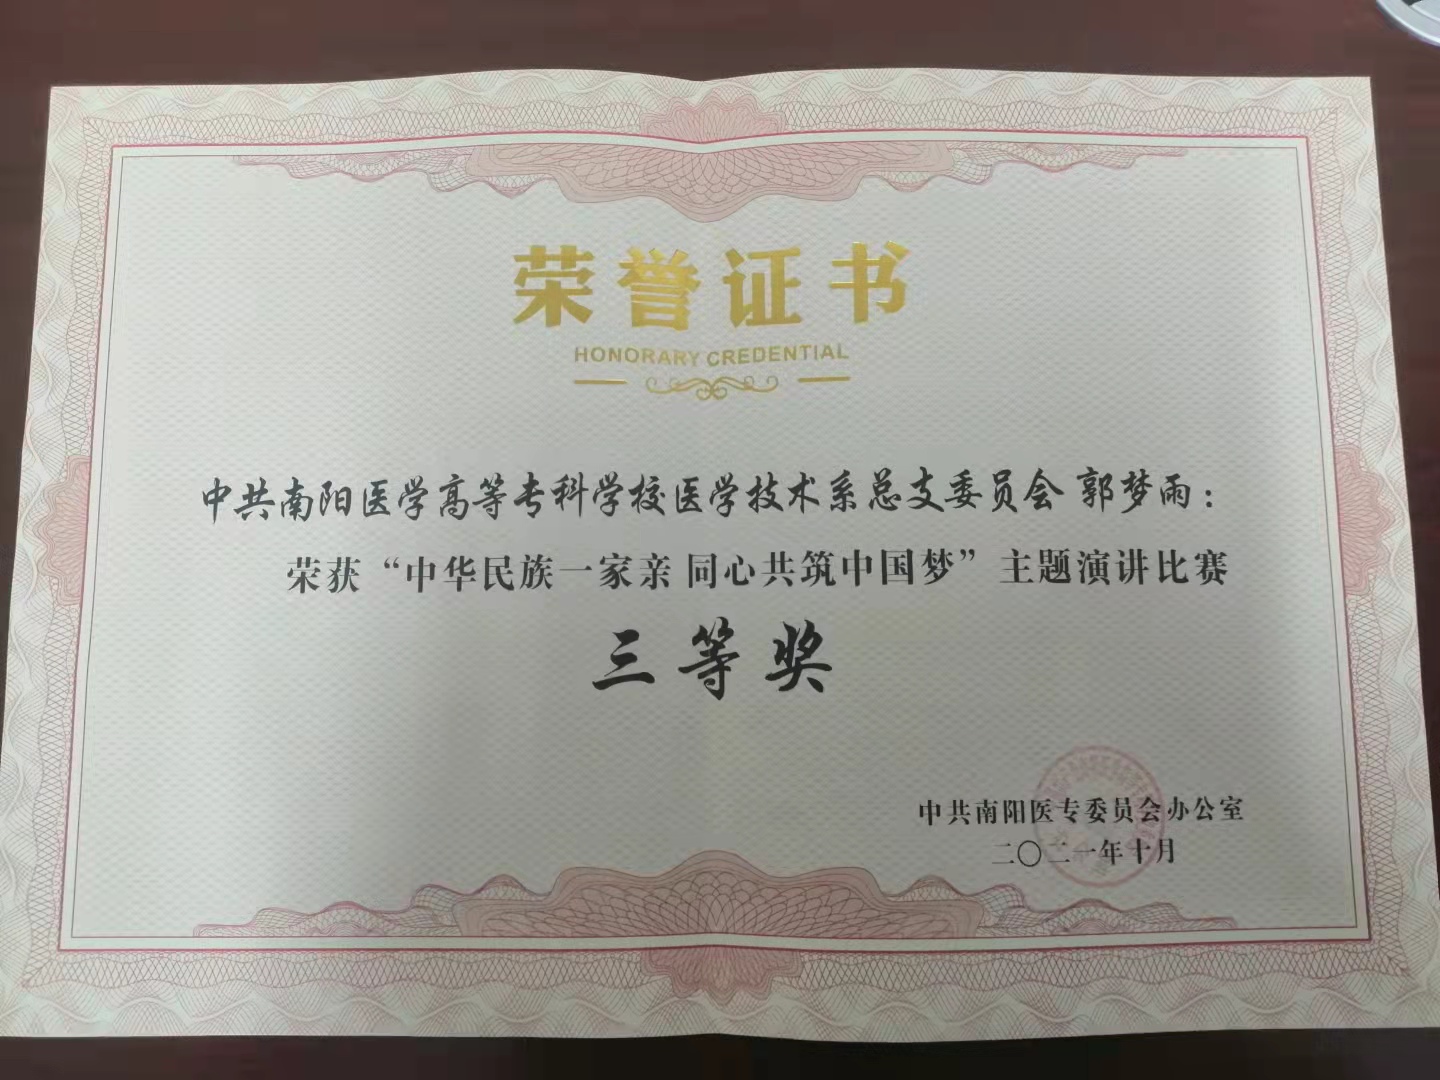 荣誉证书
HONORARY CREDENTIAL
中共南阳医学高等专科学校医学技术系总支委员会 郭梦雨：
荣获“中华民族一家亲 同心共筑中国梦”主题演讲比赛
三等奖
中共南阳医专委员会办公室
二〇二一年十月